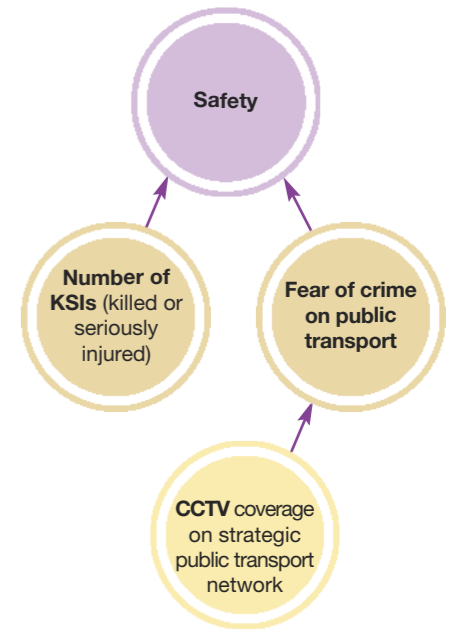 Safety
Number of
KSIs (killed or
seriously
injured)
Fear of crime
on public
transport
CCTV coverage
on strategic
public transport
network